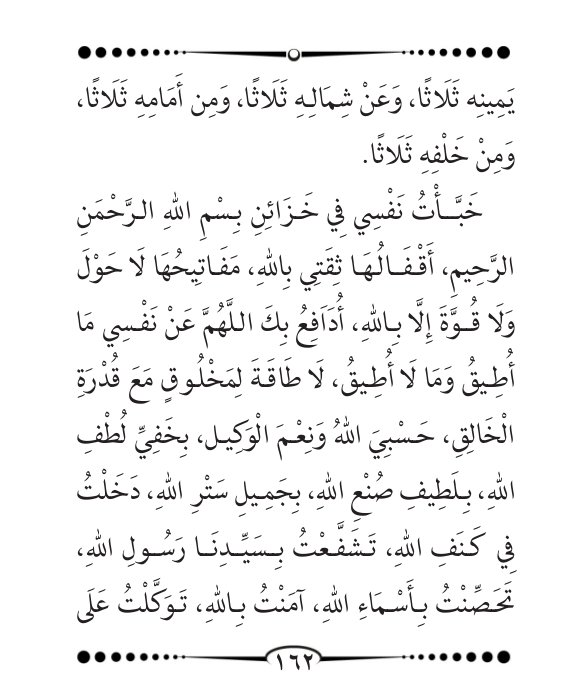 يَمِينِه ثَلَاثًا، وَعَنْ شِمَالِهِ ثَلَاثًا، وَمِن أَمَامِهِ ثَلَاثًا،
وَمِنْ خَلْفِهِ ثَلَاثًا.
خَبَّأْتُ نَفْسِي فِي خَزَائِنِ بِسْمِ اللهِ الرَّحْمَنِ
الرَّحِيمِ، أَقْفَالُهَا ثِقَتِي بِاللهِ، مَفَاتِيحُهَا لَا حَوْلَ
وَلَا قُوَّةَ إِلَّا بِاللهِ، أُدَاَفِعُ بِكَ اللَّهُمَّ عَنْ نَفْسِي مَا
أُطِيقُ وَمَا لَا أُطِيقُ، لَا طَاقَةَ لِمَخْلُوقٍ مَعَ قُدْرَةِ
الْخَالِقِ، حَسْبِيَ اللهُ وَنِعْمَ الْوَكِيل، بِخَفِيِّ لُطْفِ
اللهِ، بِلَطِيفِ صُنْعِ اللهِ، بِجَمِيلِ سَتْرِ اللهِ، دَخَلْتُ
فِي كَنَفِ اللهِ، تَشَفَّعْتُ بِسَيِّدِنَا رَسُولِ اللهِ،
تَحَصَّنْتُ بِأَسْمَاءِ اللهِ، آمَنْتُ بِاللهِ، تَوَكَّلْتُ عَلَى
١٦٢